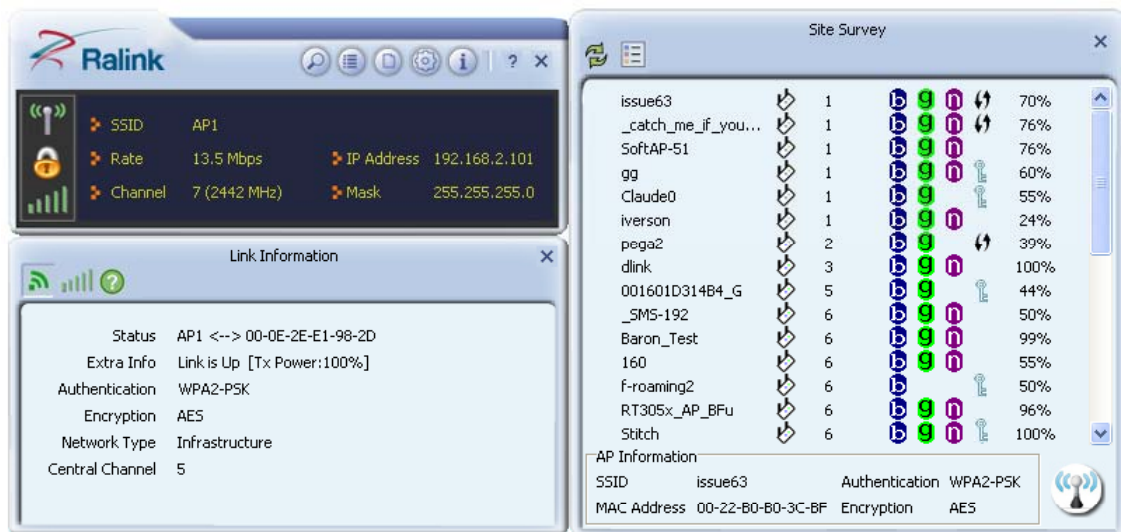 Ralink
?
SSID AP1
Rate 13.5 Mbps IP Address 192.168.2.101
Channel 7 (2442 MHz) Mask 255.255.255.0
Link Information
?
Status AP1 <--> 00-0E-2E-E1-98-2D
Extra Info Link is Up [Tx Power:100%]
Authentication WPA2-PSK
Encryption AES
Network Type Infrastructure
Central Channel 5
Site Survey
issue63 1 b g n 70%
_catch_me_if_you... 1 b g n 76%
SoftAP-51 1 b g n 76%
gg 1 b g n 60%
Claude0 1 b g 55%
iverson 1 b g n 24%
pega2 2 b g 39%
dlink 3 b g n 100%
001601D314B4_G 5 b g 44%
_SMS-192 6 b g n 50%
Baron_Test 6 b g n 99%
160 6 b g n 55%
f-roaming2 6 b 50%
RT305x_AP_BFu 6 b g n 96%
Stitch 6 b g n 100%
AP Information
SSID issue63 Authentication WPA2-PSK
MAC Address 00-22-B0-B0-3C-BF Encryption AES